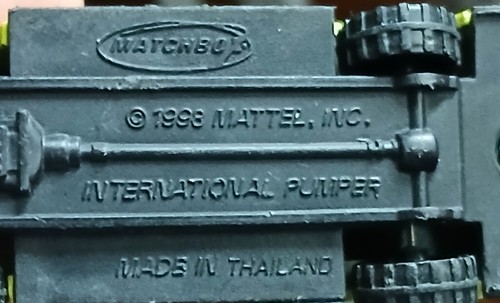 MATCHBOX
© 1998 MATTEL, INC.
INTERNATIONAL PUMPER
MADE IN THAILAND